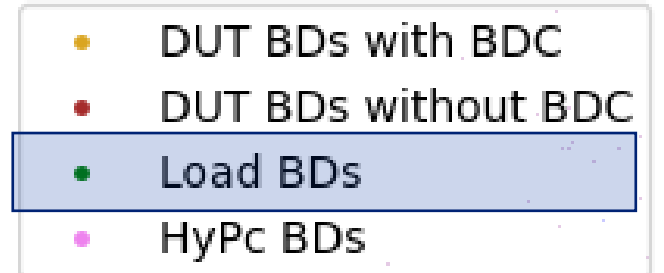 DUT BDs with BDC
DUT BDs without BDC
Load BDs
HyPc BDs